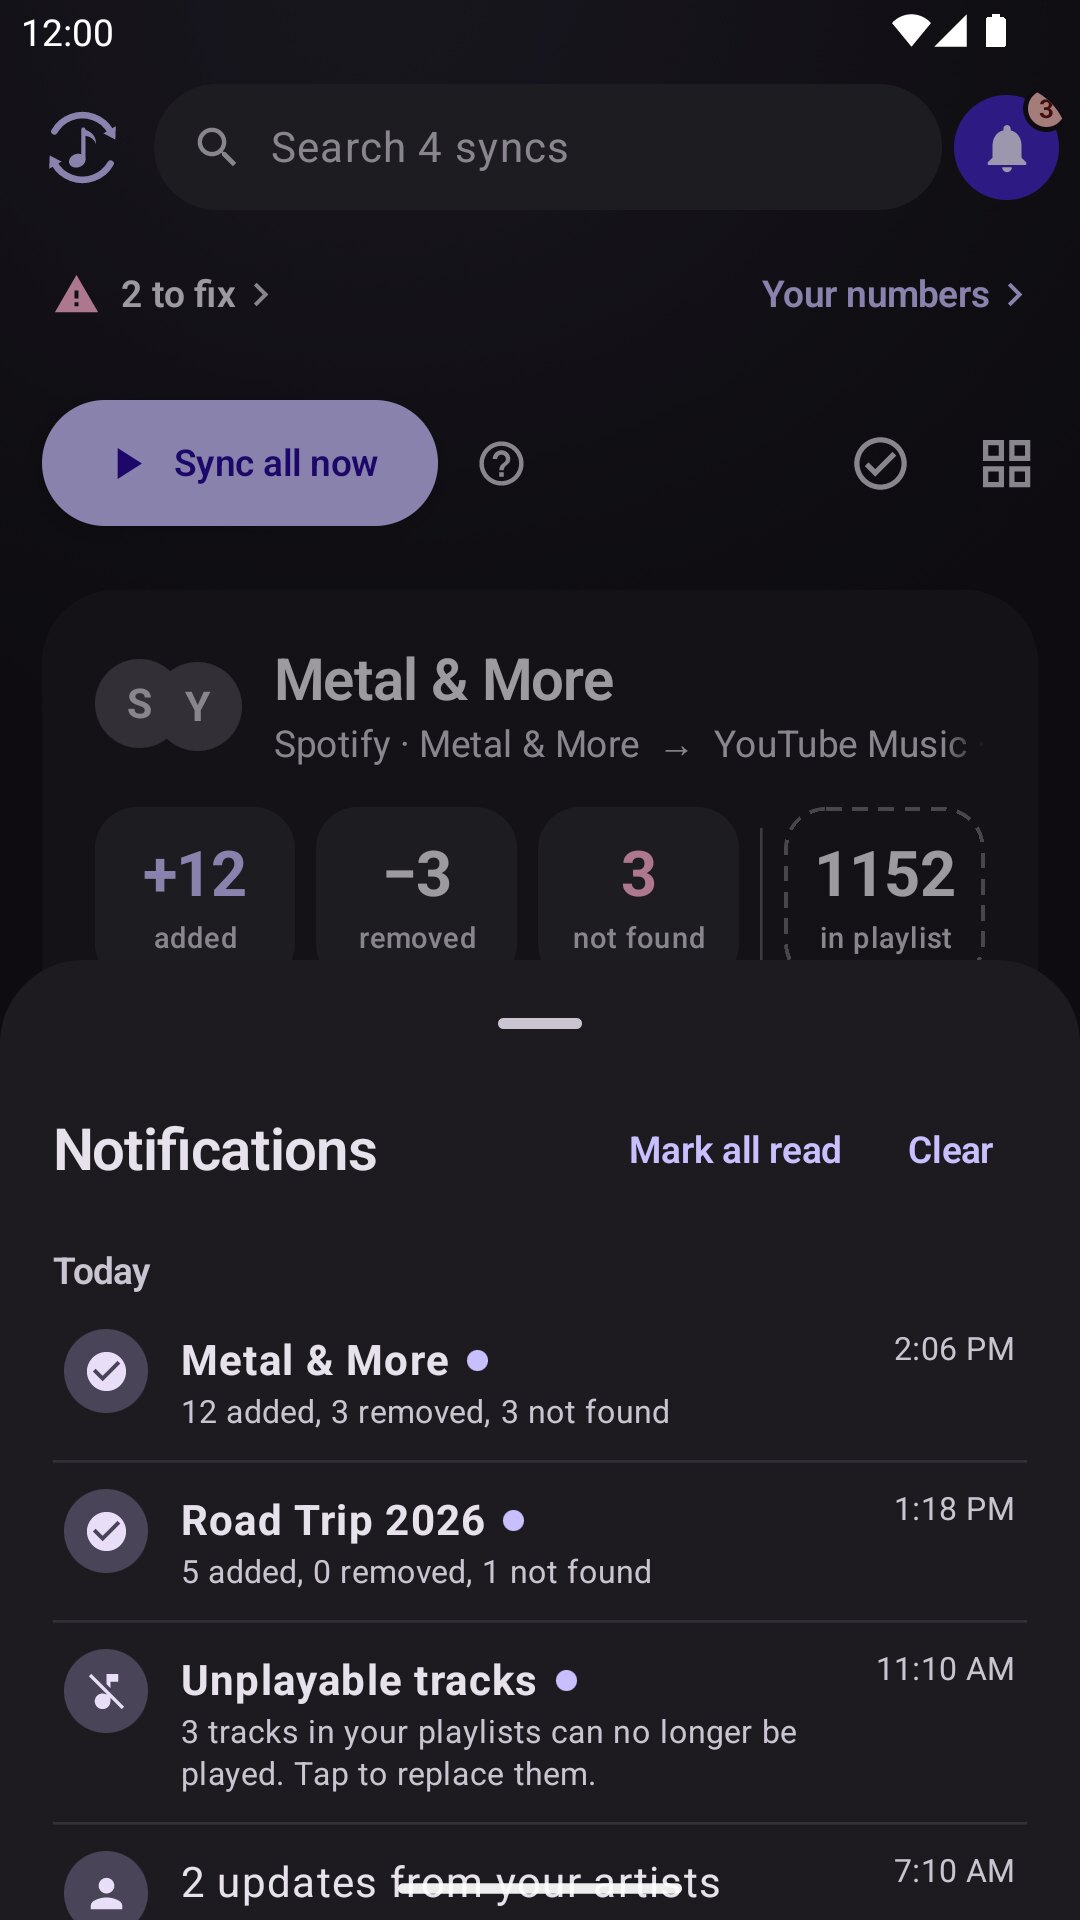 12:00
Search 4 syncs
3
2 to fix
Your numbers
Sync all now
S Y
Metal & More
Spotify · Metal & More → YouTube Music
+12
added
−3
removed
3
not found
1152
in playlist
Notifications
Mark all read
Clear
Today
Metal & More
2:06 PM
12 added, 3 removed, 3 not found
Road Trip 2026
1:18 PM
5 added, 0 removed, 1 not found
Unplayable tracks
11:10 AM
3 tracks in your playlists can no longer be
played. Tap to replace them.
2 updates from your artists
7:10 AM